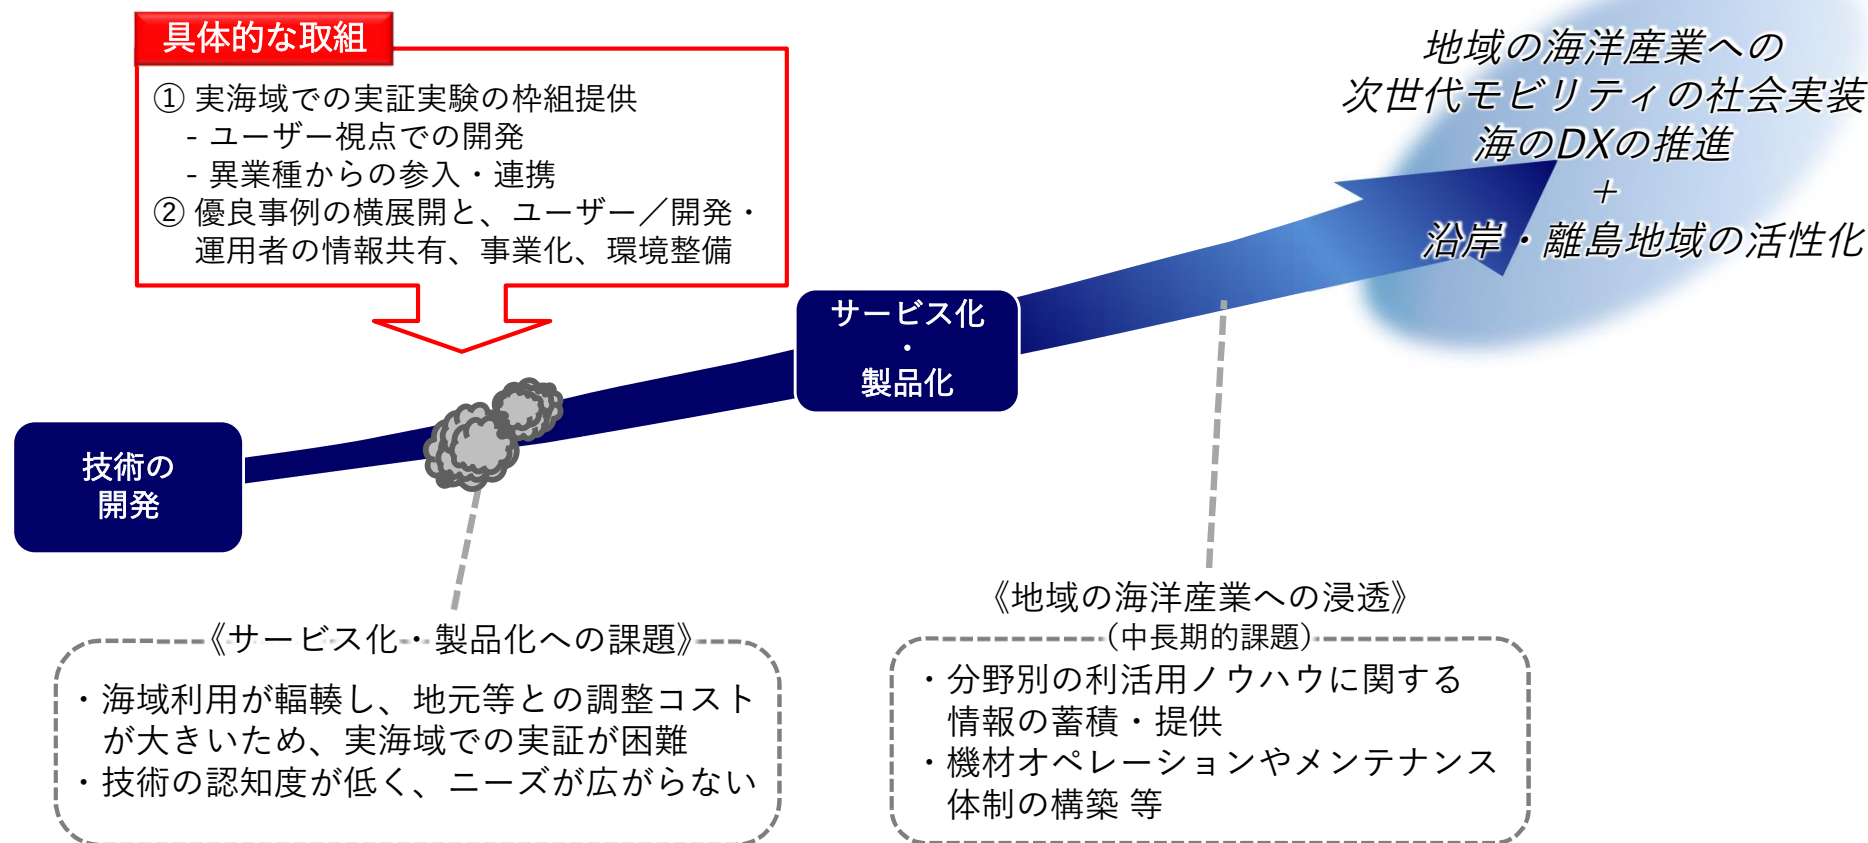 具体的な取組
① 実海域での実証実験の枠組提供
- ユーザー視点での開発
- 異業種からの参入・連携
② 優良事例の横展開と、ユーザー／開発・
運用者の情報共有、事業化、環境整備
地域の海洋産業への
次世代モビリティの社会実装
海のDXの推進
＋
沿岸・離島地域の活性化
サービス化
・
製品化
技術の
開発
《サービス化・製品化への課題》
・海域利用が輻輳し、地元等との調整コスト
が大きいため、実海域での実証が困難
・技術の認知度が低く、ニーズが広がらない
《地域の海洋産業への浸透》
（中長期的課題）
・分野別の利活用ノウハウに関する
情報の蓄積・提供
・機材オペレーションやメンテナンス
体制の構築 等